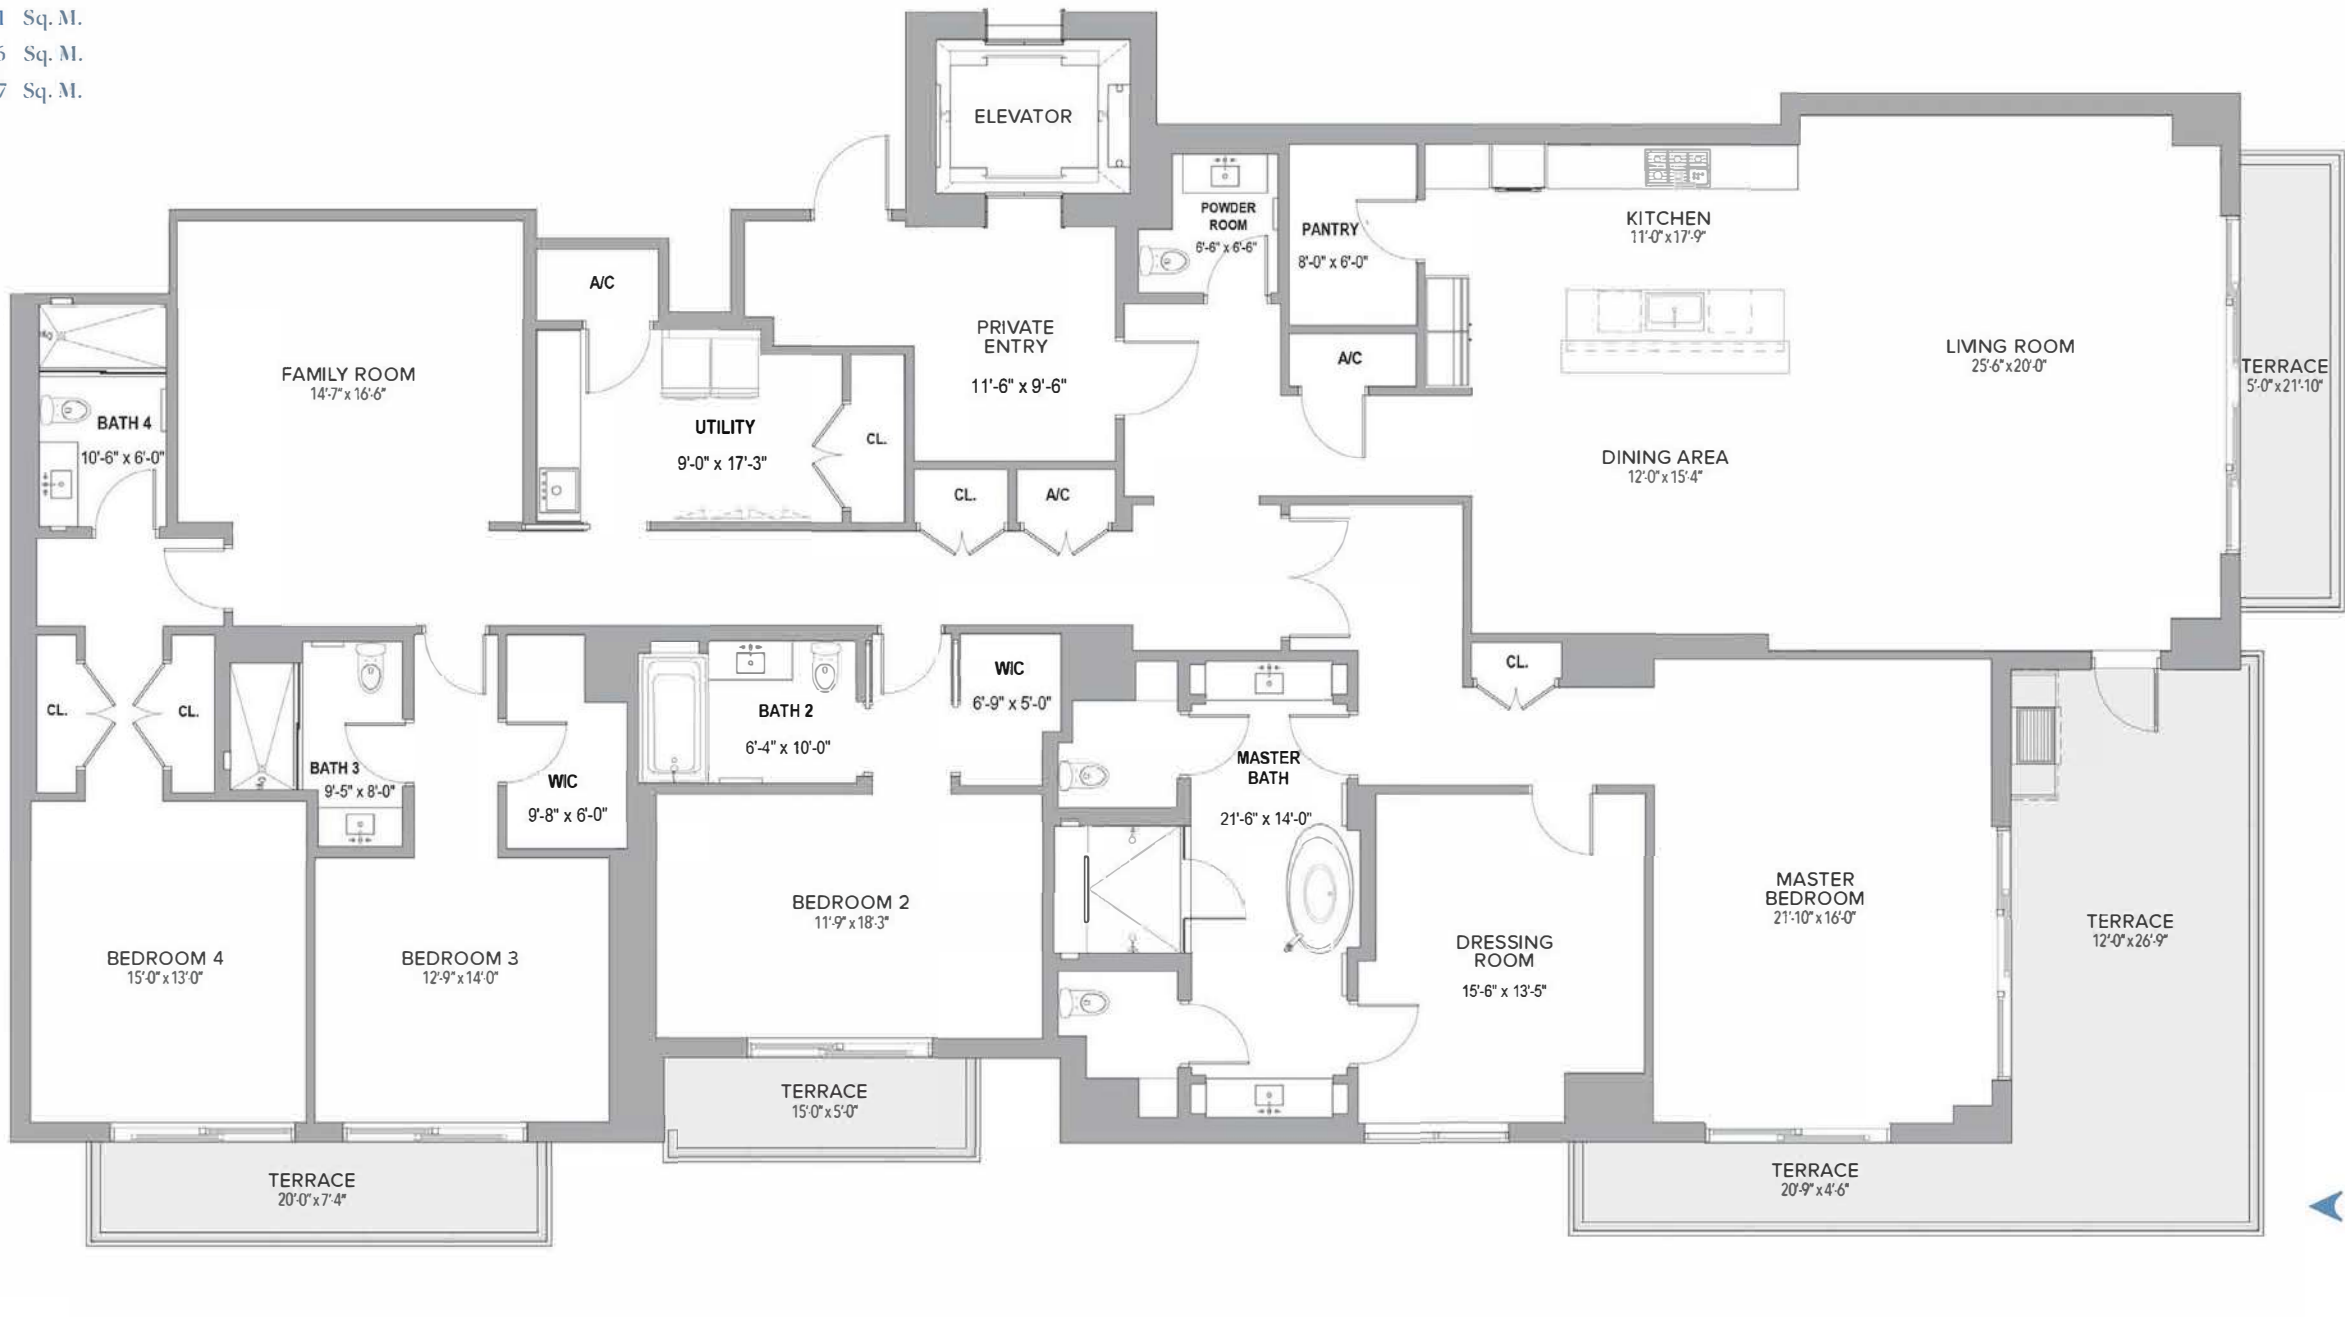 1 Sq. M.
6 Sq. M.
7 Sq. M.
ELEVATOR
POWDER
ROOM
6'-6" x 6'-6"
PANTRY
8'-0" x 6'-0"
KITCHEN
11'-0" x 17'-9"
A/C
PRIVATE
ENTRY
11'-6" x 9'-6"
A/C
LIVING ROOM
25'-6" x 20'-0"
TERRACE
5'-0" x 21'-10"
FAMILY ROOM
14'-7" x 16'-6"
BATH 4
10'-6" x 6'-0"
UTILITY
9'-0" x 17'-3"
CL.
DINING AREA
12'-0" x 15'-4"
CL.
A/C
CL.
CL.
BATH 3
9'-5" x 8'-0"
WIC
9'-8" x 6'-0"
BATH 2
6'-4" x 10'-0"
WIC
6'-9" x 5'-0"
CL.
MASTER
BATH
21'-6" x 14'-0"
BEDROOM 4
15'-0" x 13'-0"
BEDROOM 3
12'-9" x 14'-0"
BEDROOM 2
11'-9" x 18'-3"
DRESSING
ROOM
15'-6" x 13'-5"
MASTER
BEDROOM
21'-10" x 16'-0"
TERRACE
12'-0" x 26'-9"
TERRACE
15'-0" x 5'-0"
TERRACE
20'-0" x 7'-4"
TERRACE
20'-9" x 4'-6"